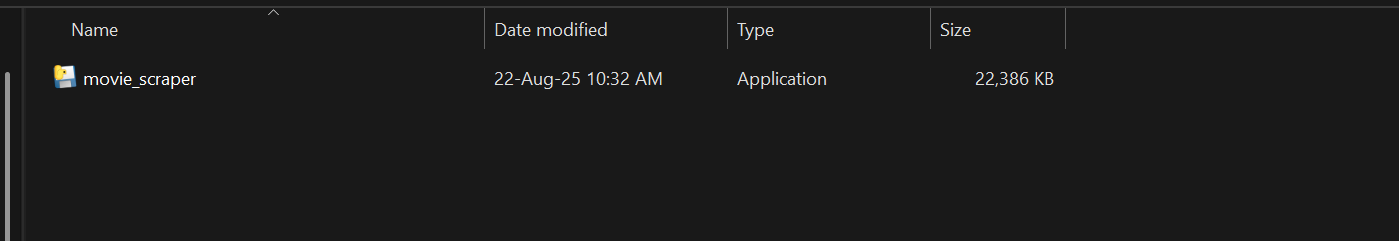 Name Date modified Type Size
movie_scraper 22-Aug-25 10:32 AM Application 22,386 KB